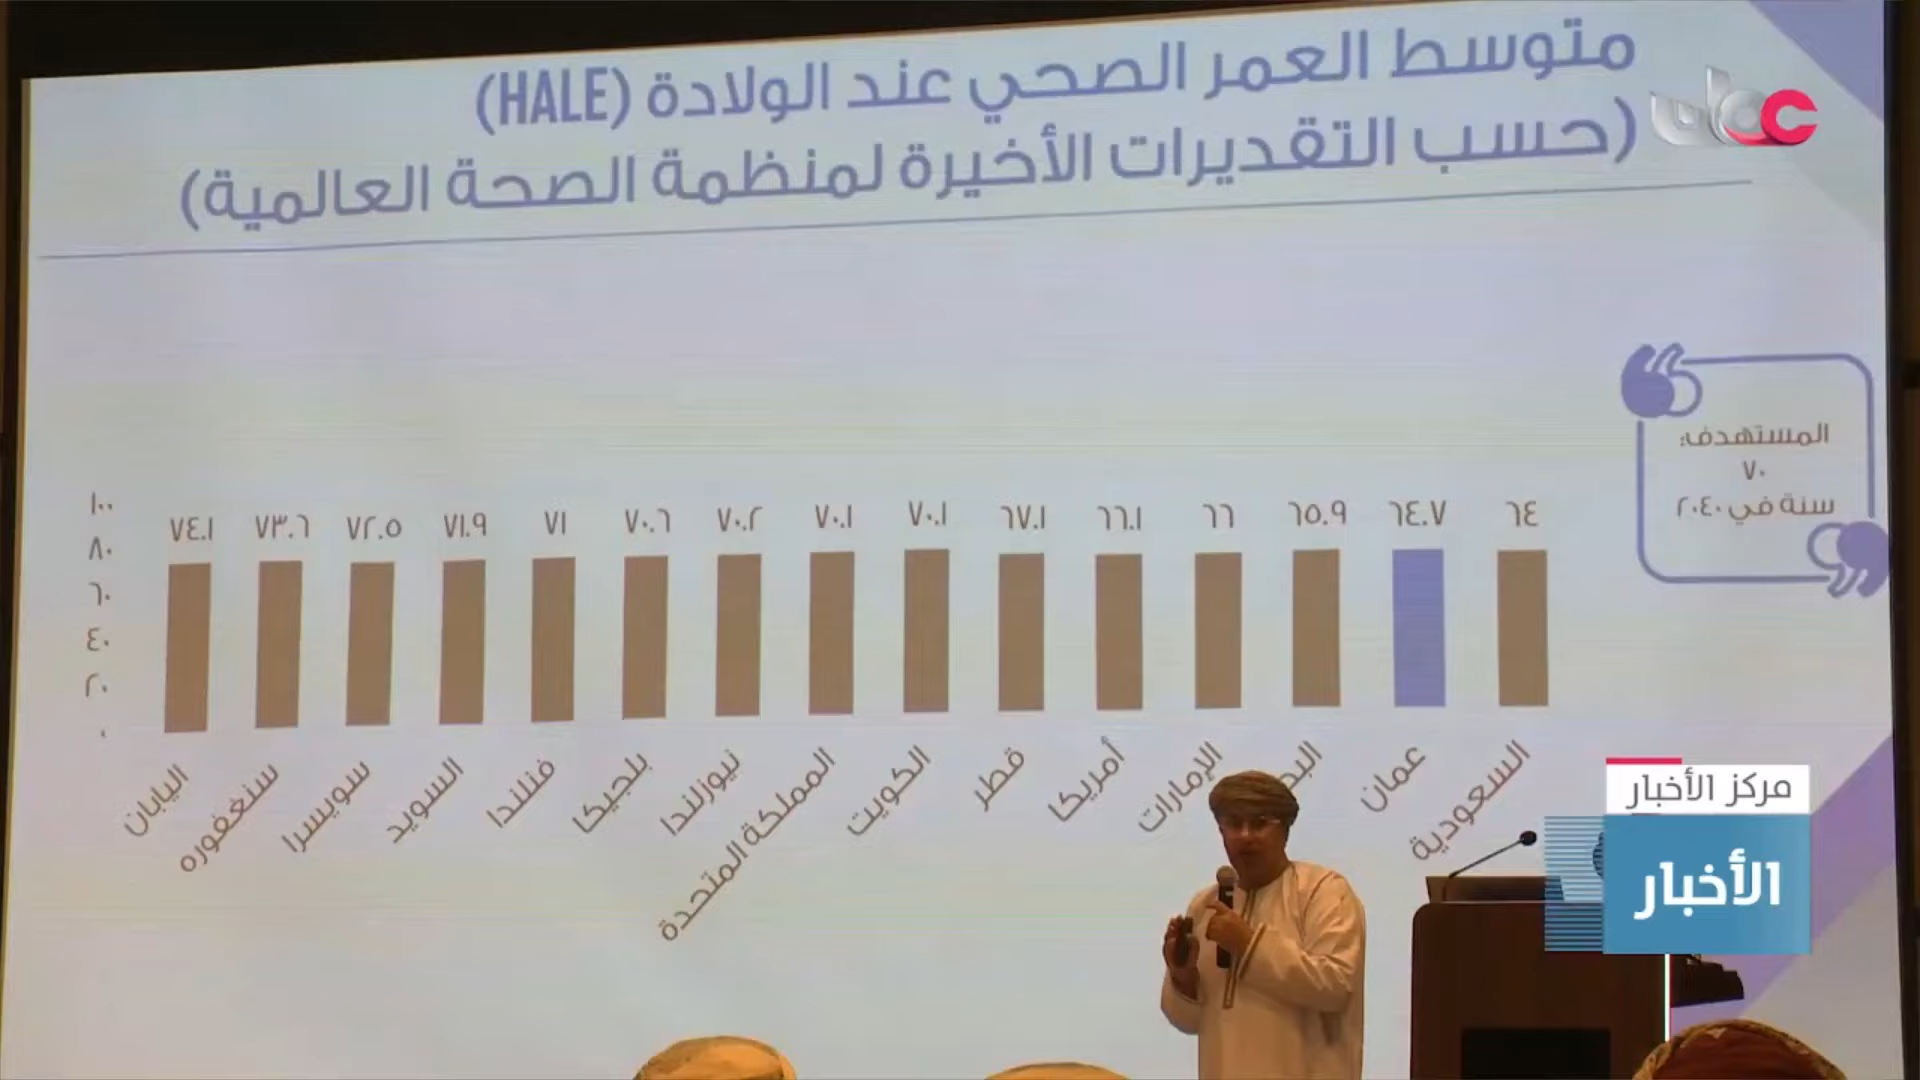 متوسط العمر الصحي عند الولادة (HALE)
(حسب التقديرات الأخيرة لمنظمة الصحة العالمية)
عمان
المستهدف:
٧٠
سنة في ٢٠٤٠
١٠٠
٨٠
٦٠
٤٠
٢٠
٠
٧٤.١ ٧٣.٦ ٧٢.٥ ٧١.٩ ٧١ ٧٠.٦ ٧٠.٢ ٧٠.١ ٧٠.١ ٦٧.١ ٦٦.١ ٦٦ ٦٥.٩ ٦٤.٧ ٦٤
اليابان
سنغفوره
سويسرا
السويد
فنلندا
بلجيكا
نيوزلندا
المملكة المتحدة
الكويت
قطر
أمريكا
الإمارات
عمان
السعودية
مركز الأخبار
الأخبار